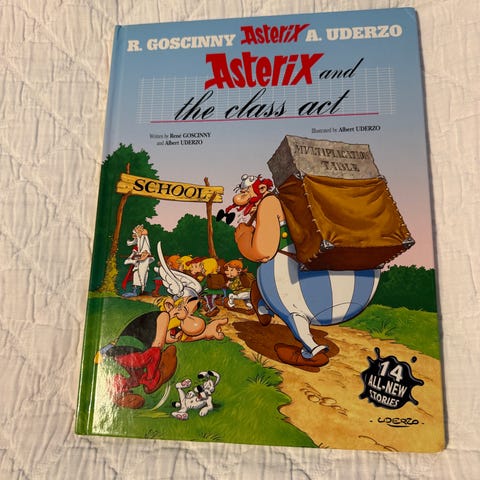 R. GOSCINNY Asterix A. UDERZO
Asterix and
the class act
Written by René GOSCINNY
and Albert UDERZO
Illustrated by Albert UDERZO
MULTIPLICATION
TABLE
SCHOOL
14
ALL-NEW
STORIES
UDERZO